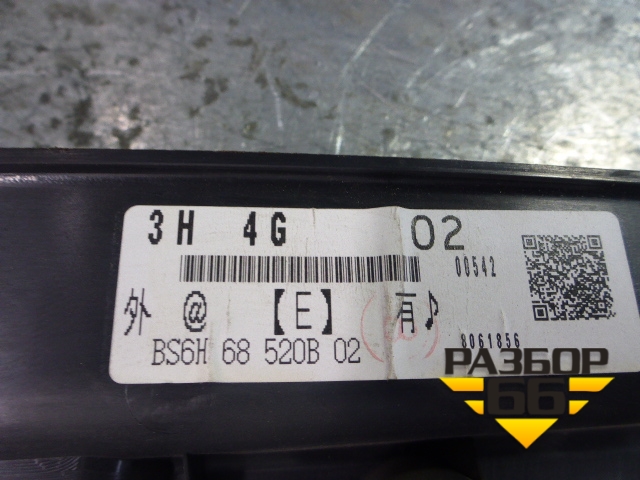 3H 4G 02
00542
外 @ 【E】 有♪
8061856
BS6H 68 520B 02
РАЗБОР
66